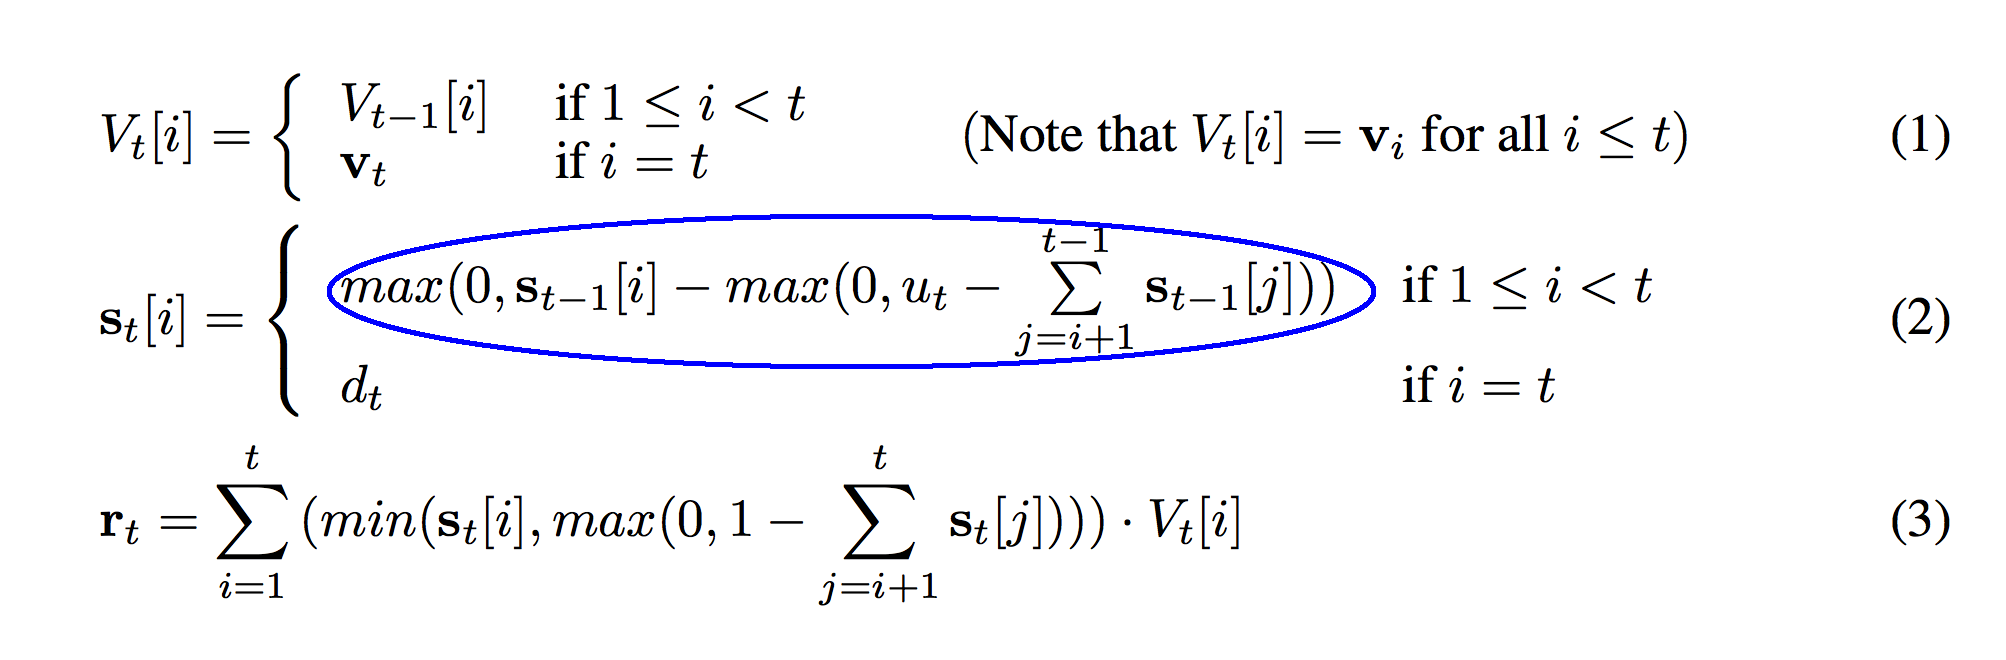 V_t[i] = { V_{t−1}[i] if 1 ≤ i < t (Note that V_t[i] = v_i for all i ≤ t) (1)
v_t if i = t
s_t[i] = { max(0, s_{t−1}[i] − max(0, u_t − ∑_{j=i+1}^{t−1} s_{t−1}[j])) if 1 ≤ i < t (2)
d_t if i = t
r_t = ∑_{i=1}^{t} (min(s_t[i], max(0, 1 − ∑_{j=i+1}^{t} s_t[j]))) · V_t[i] (3)